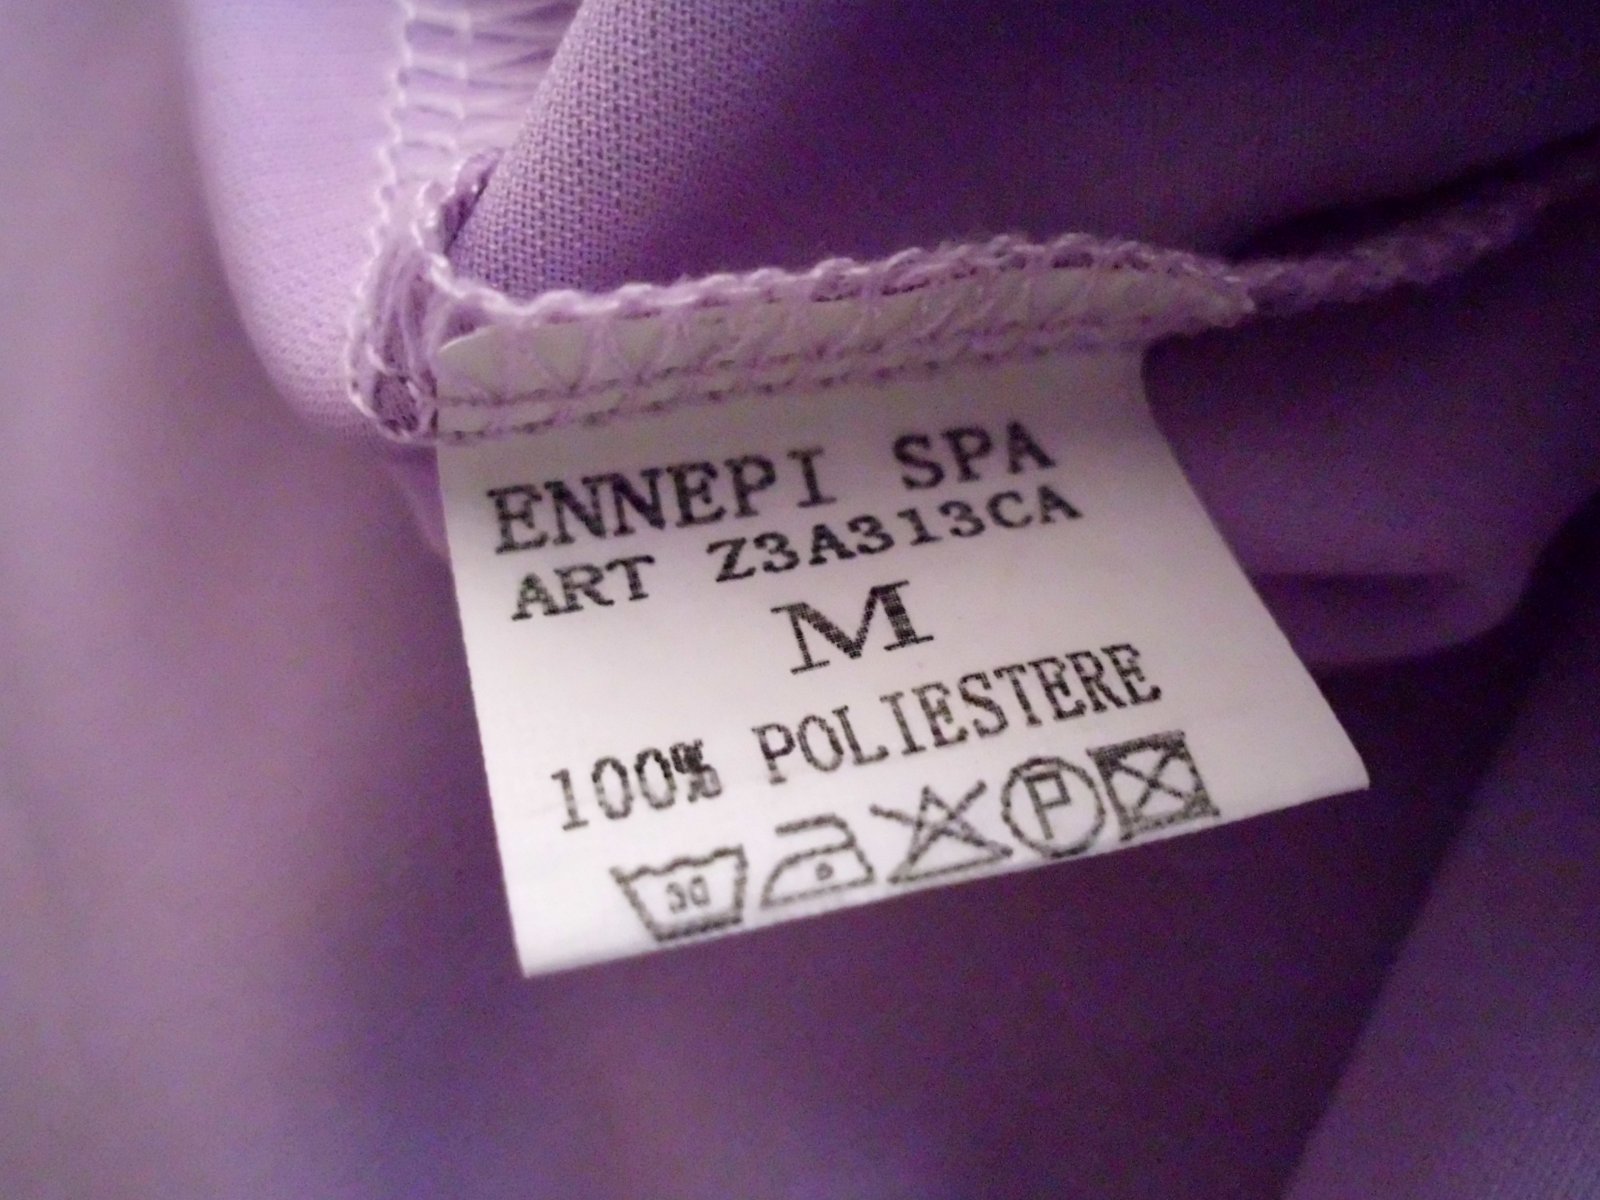 ENNEPI SPA
ART Z3A313CA
M
100% POLIESTERE
30 P